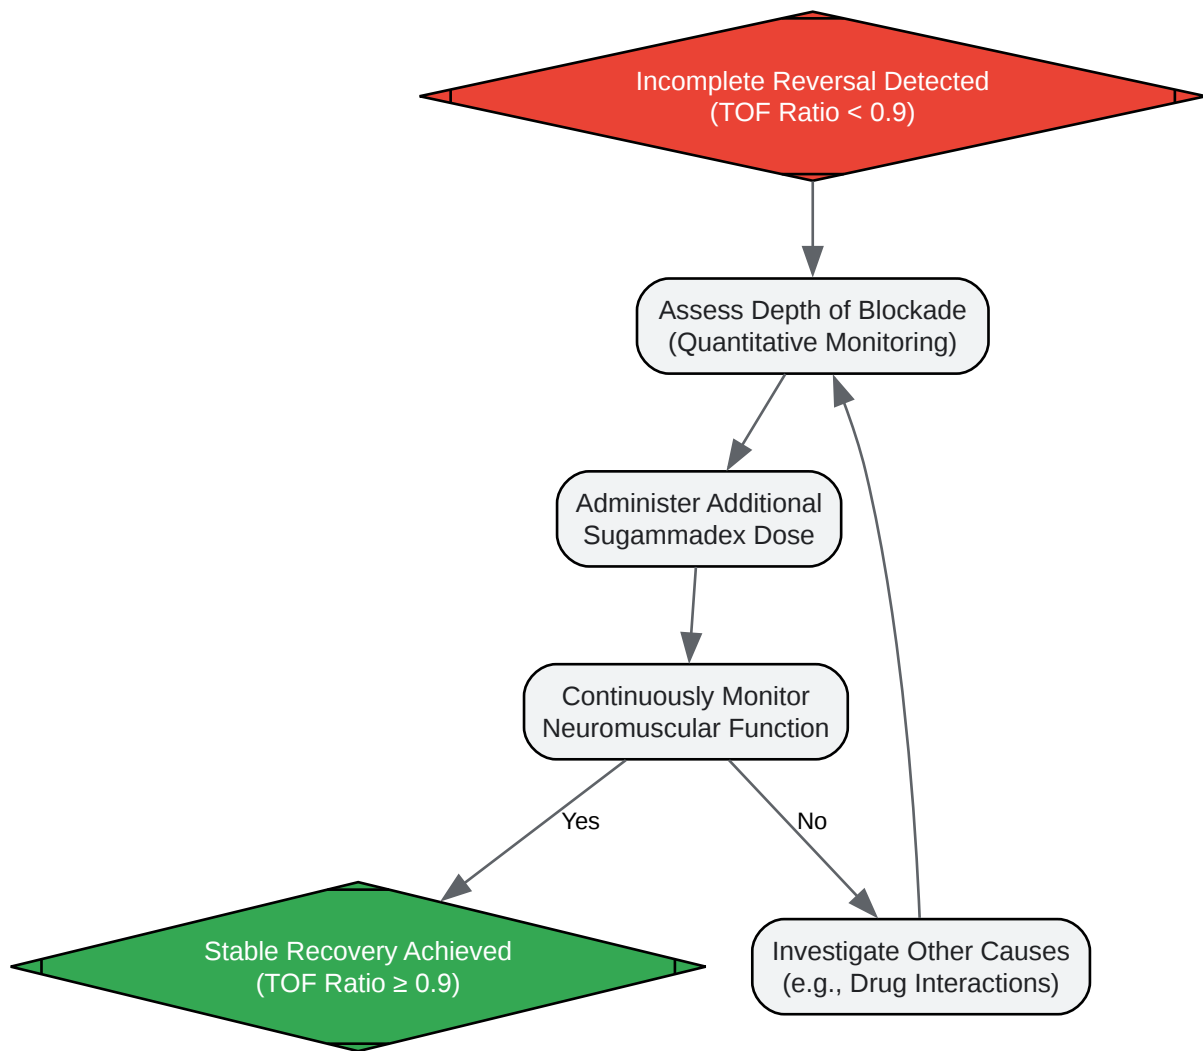 Incomplete Reversal Detected
(TOF Ratio < 0.9)
Assess Depth of Blockade
(Quantitative Monitoring)
Administer Additional
Sugammadex Dose
Continuously Monitor
Neuromuscular Function
Yes
No
Stable Recovery Achieved
(TOF Ratio ≥ 0.9)
Investigate Other Causes
(e.g., Drug Interactions)